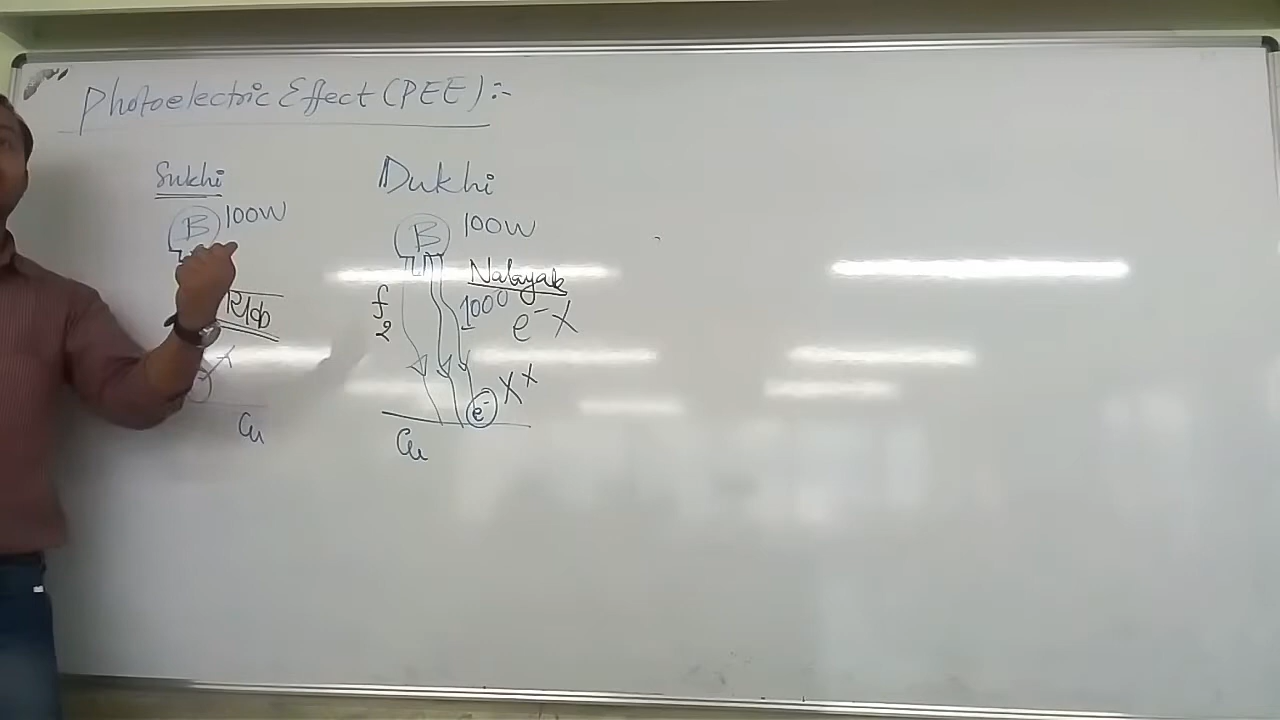 Photoelectric Effect (PEE) :-
Sukhi
B 100W
Cu
Dukhi
B 100W
Nalayak
f
2
1000
e⁻ X
e⁻ X X
Cu